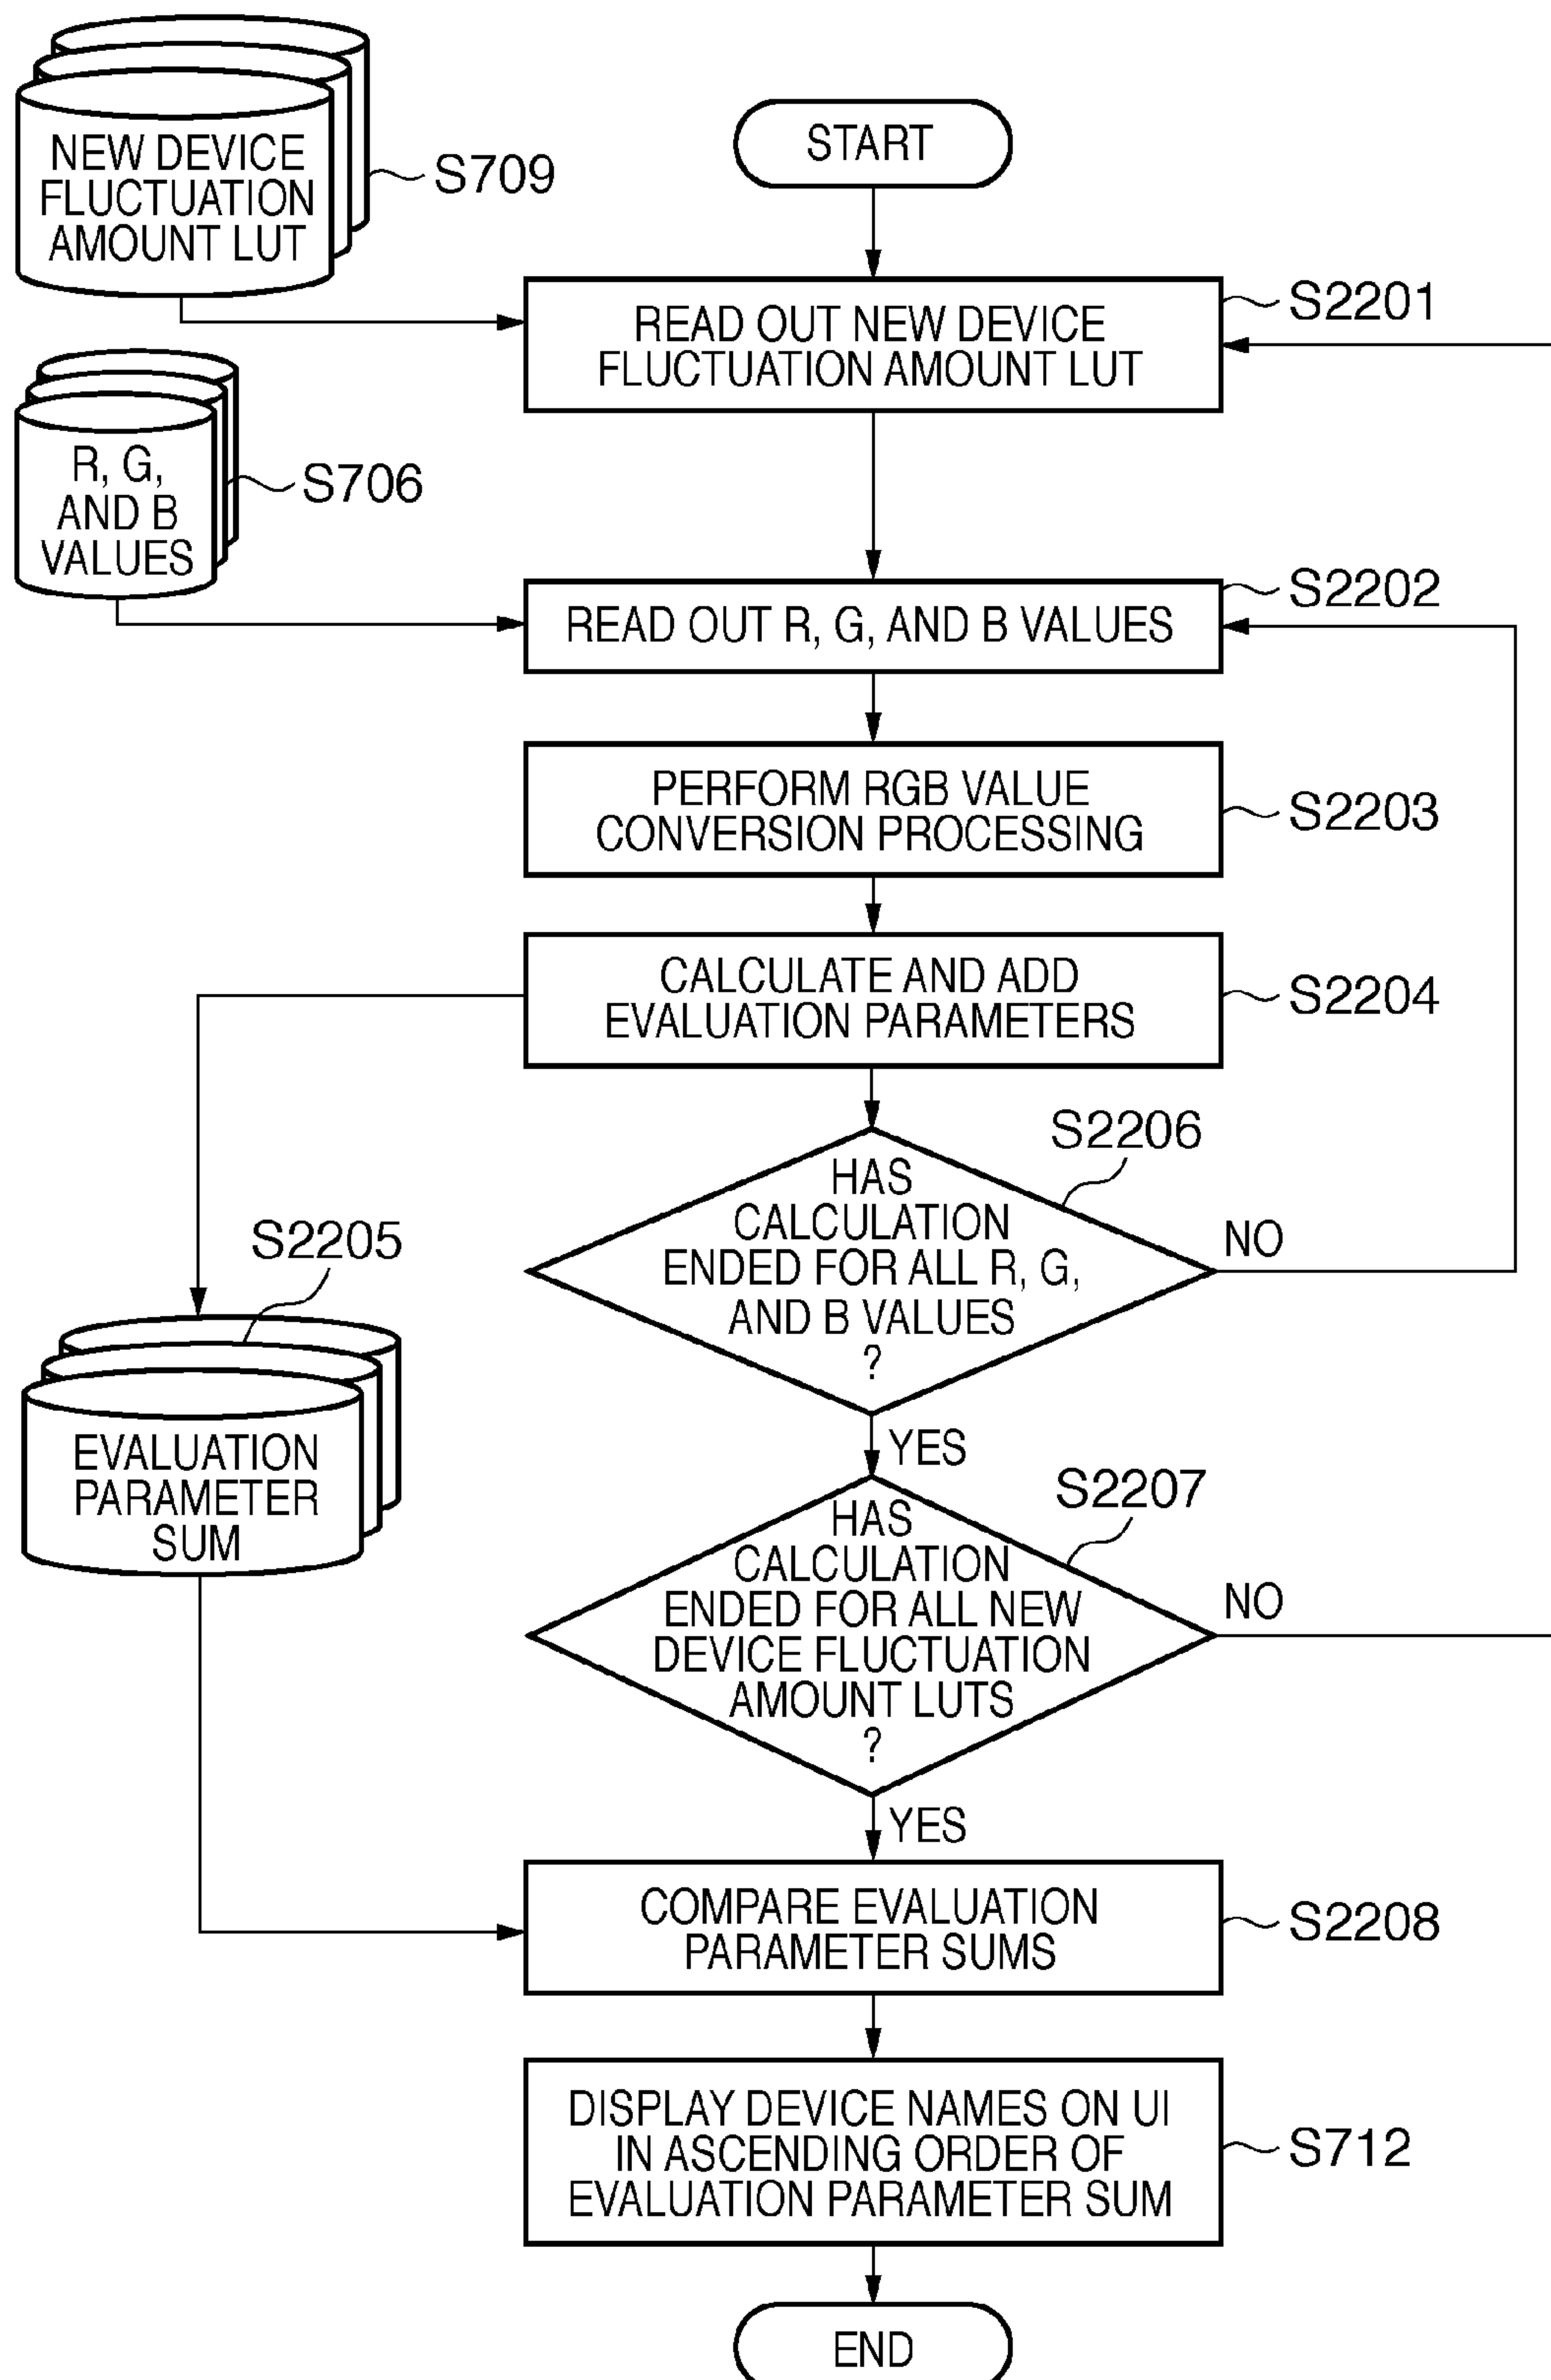 NEW DEVICE
FLUCTUATION
AMOUNT LUT
S709
START
READ OUT NEW DEVICE
FLUCTUATION AMOUNT LUT
S2201
R, G,
AND B
VALUES
S706
READ OUT R, G, AND B VALUES
S2202
PERFORM RGB VALUE
CONVERSION PROCESSING
S2203
CALCULATE AND ADD
EVALUATION PARAMETERS
S2204
S2206
HAS
CALCULATION
ENDED FOR ALL R, G,
AND B VALUES
?
NO
YES
S2205
EVALUATION
PARAMETER
SUM
S2207
HAS
CALCULATION
ENDED FOR ALL NEW
DEVICE FLUCTUATION
AMOUNT LUTS
?
NO
YES
COMPARE EVALUATION
PARAMETER SUMS
S2208
DISPLAY DEVICE NAMES ON UI
IN ASCENDING ORDER OF
EVALUATION PARAMETER SUM
S712
END